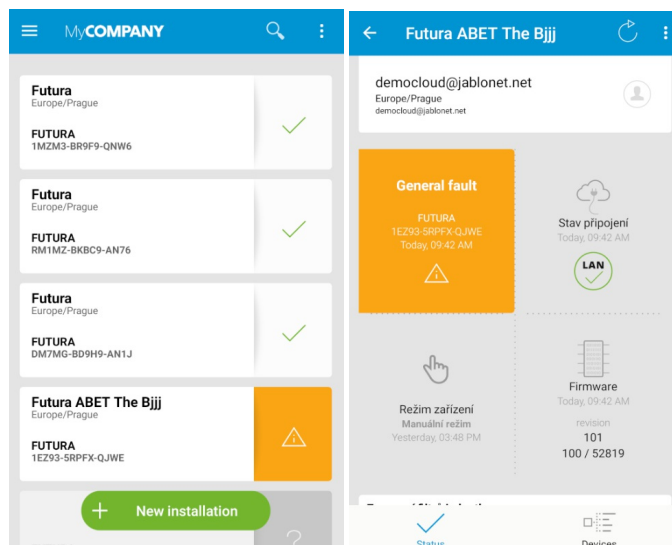 MyCOMPANY
Futura
Europe/Prague
FUTURA
1MZM3-BR9F9-QNW6
Futura
Europe/Prague
FUTURA
RM1MZ-BKBC9-AN76
Futura
Europe/Prague
FUTURA
DM7MG-BD9H9-AN1J
Futura ABET The Bjjj
Europe/Prague
FUTURA
1EZ93-5RPFX-QJWE
New installation
Futura ABET The Bjjj
democloud@jablonet.net
Europe/Prague
democloud@jablonet.net
General fault
FUTURA
1EZ93-5RPFX-QJWE
Today, 09:42 AM
Stav připojení
Today, 09:42 AM
LAN
Režim zařízení
Manuální režim
Yesterday, 03:48 PM
Firmware
Today, 09:42 AM
revision
101
100 / 52819
Status
Devices